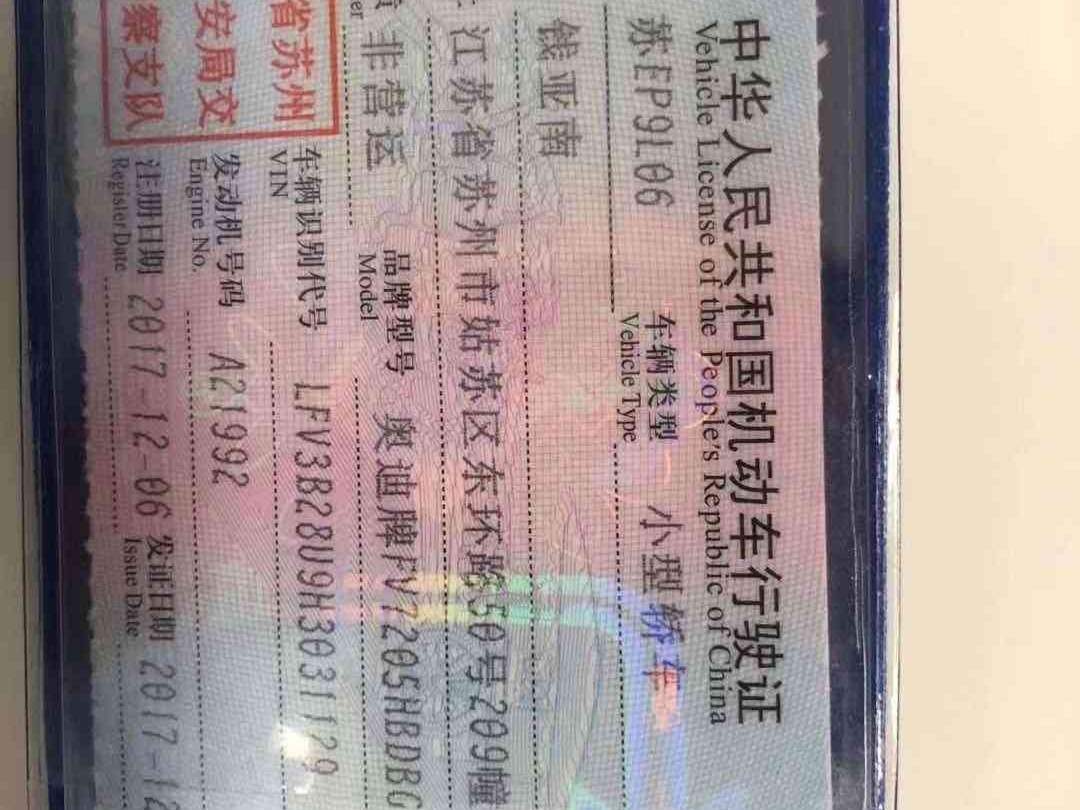 中华人民共和国机动车行驶证
Vehicle License of the People's Republic of China
苏EP9L06 车辆类型 小型轿车
Vehicle Type
钱亚南
江苏省苏州市姑苏区东环路50号209幢
非营运 品牌型号 奥迪牌FV7205HBDBG
Model
省苏州
安局交
察支队
车辆识别代号 LFV3B28U9H3031129
VIN
发动机号码 A21992
Engine No.
注册日期 2017-12-06 发证日期 2017-12
Register Date Issue Date